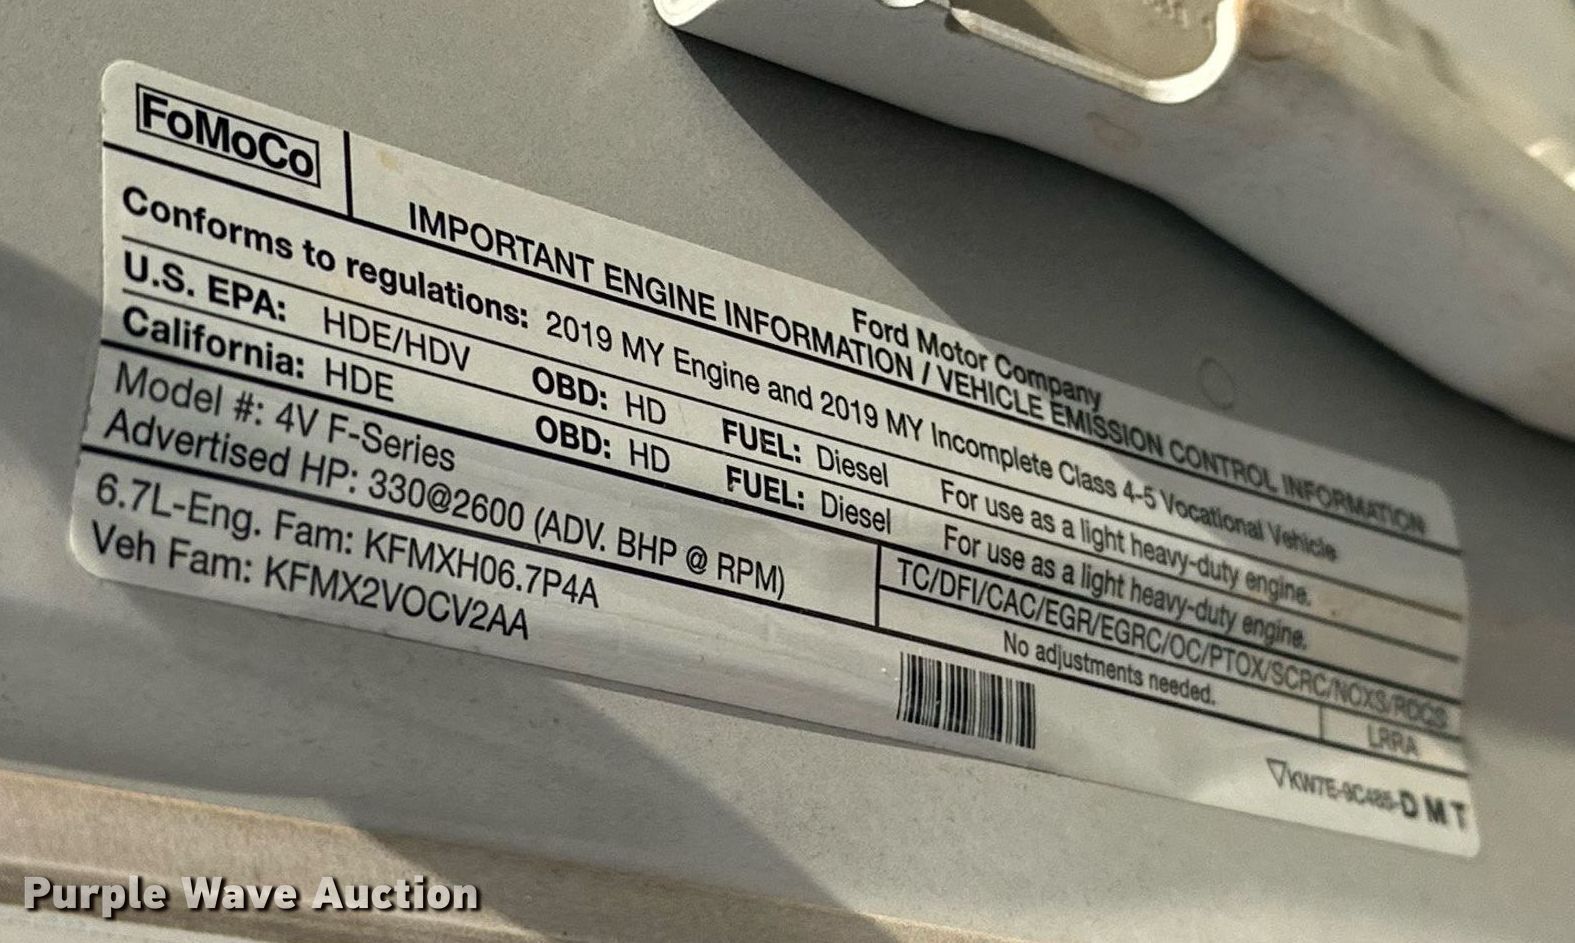 FoMoCo
Ford Motor Company
IMPORTANT ENGINE INFORMATION / VEHICLE EMISSION CONTROL INFORMATION
Conforms to regulations: 2019 MY Engine and 2019 MY Incomplete Class 4-5 Vocational Vehicle
U.S. EPA: HDE/HDV OBD: HD FUEL: Diesel For use as a light heavy-duty engine.
California: HDE OBD: HD FUEL: Diesel For use as a light heavy-duty engine.
Model #: 4V F-Series
Advertised HP: 330@2600 (ADV. BHP @ RPM)
TC/DFI/CAC/EGR/EGRC/OC/PTOX/SCRC/NOXS/RDQS
No adjustments needed.
LRRA
6.7L-Eng. Fam: KFMXH06.7P4A
Veh Fam: KFMX2VOCV2AA
KW7E-9C485-D M T
Purple Wave Auction